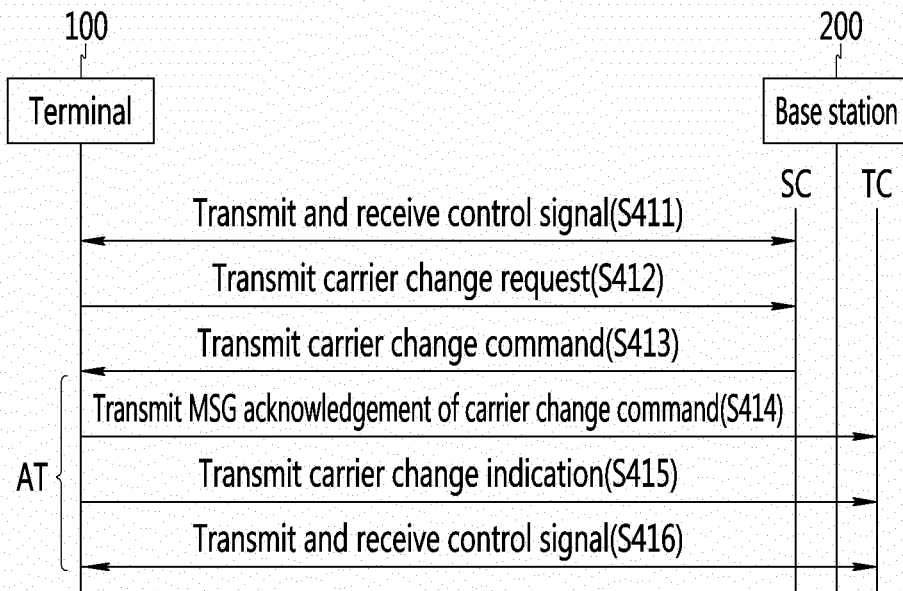 100
200
Terminal
Base station
SC
TC
Transmit and receive control signal(S411)
Transmit carrier change request(S412)
Transmit carrier change command(S413)
Transmit MSG acknowledgement of carrier change command(S414)
AT
Transmit carrier change indication(S415)
Transmit and receive control signal(S416)